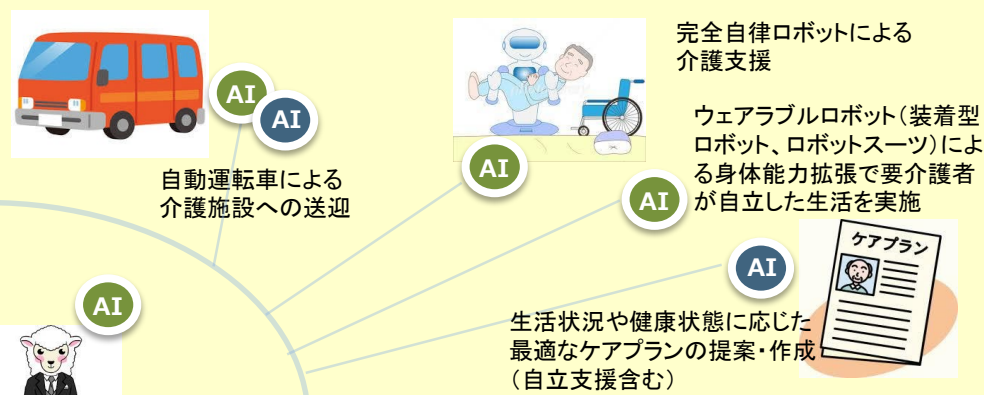 AI
AI
自動運転車による
介護施設への送迎
完全自律ロボットによる
介護支援
AI
ウェアラブルロボット（装着型
ロボット、ロボットスーツ）によ
る身体能力拡張で要介護者
が自立した生活を実施
AI
AI
ケアプラン
生活状況や健康状態に応じた
最適なケアプランの提案・作成
（自立支援含む）
AI